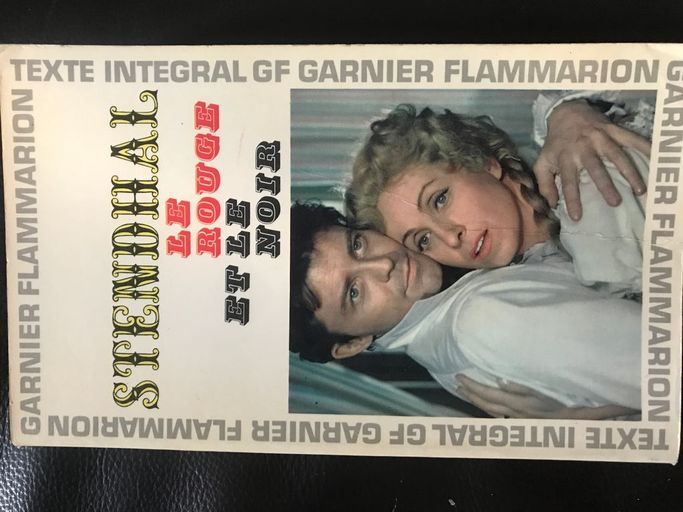 TEXTE INTEGRAL GF GARNIER FLAMMARION
GARNIER FLAMMARION
TEXTE INTEGRAL GF GARNIER FLAMMARION
GARNIER FLAMMARION
STENDHAL
LE
ROUGE
ET LE
NOIR